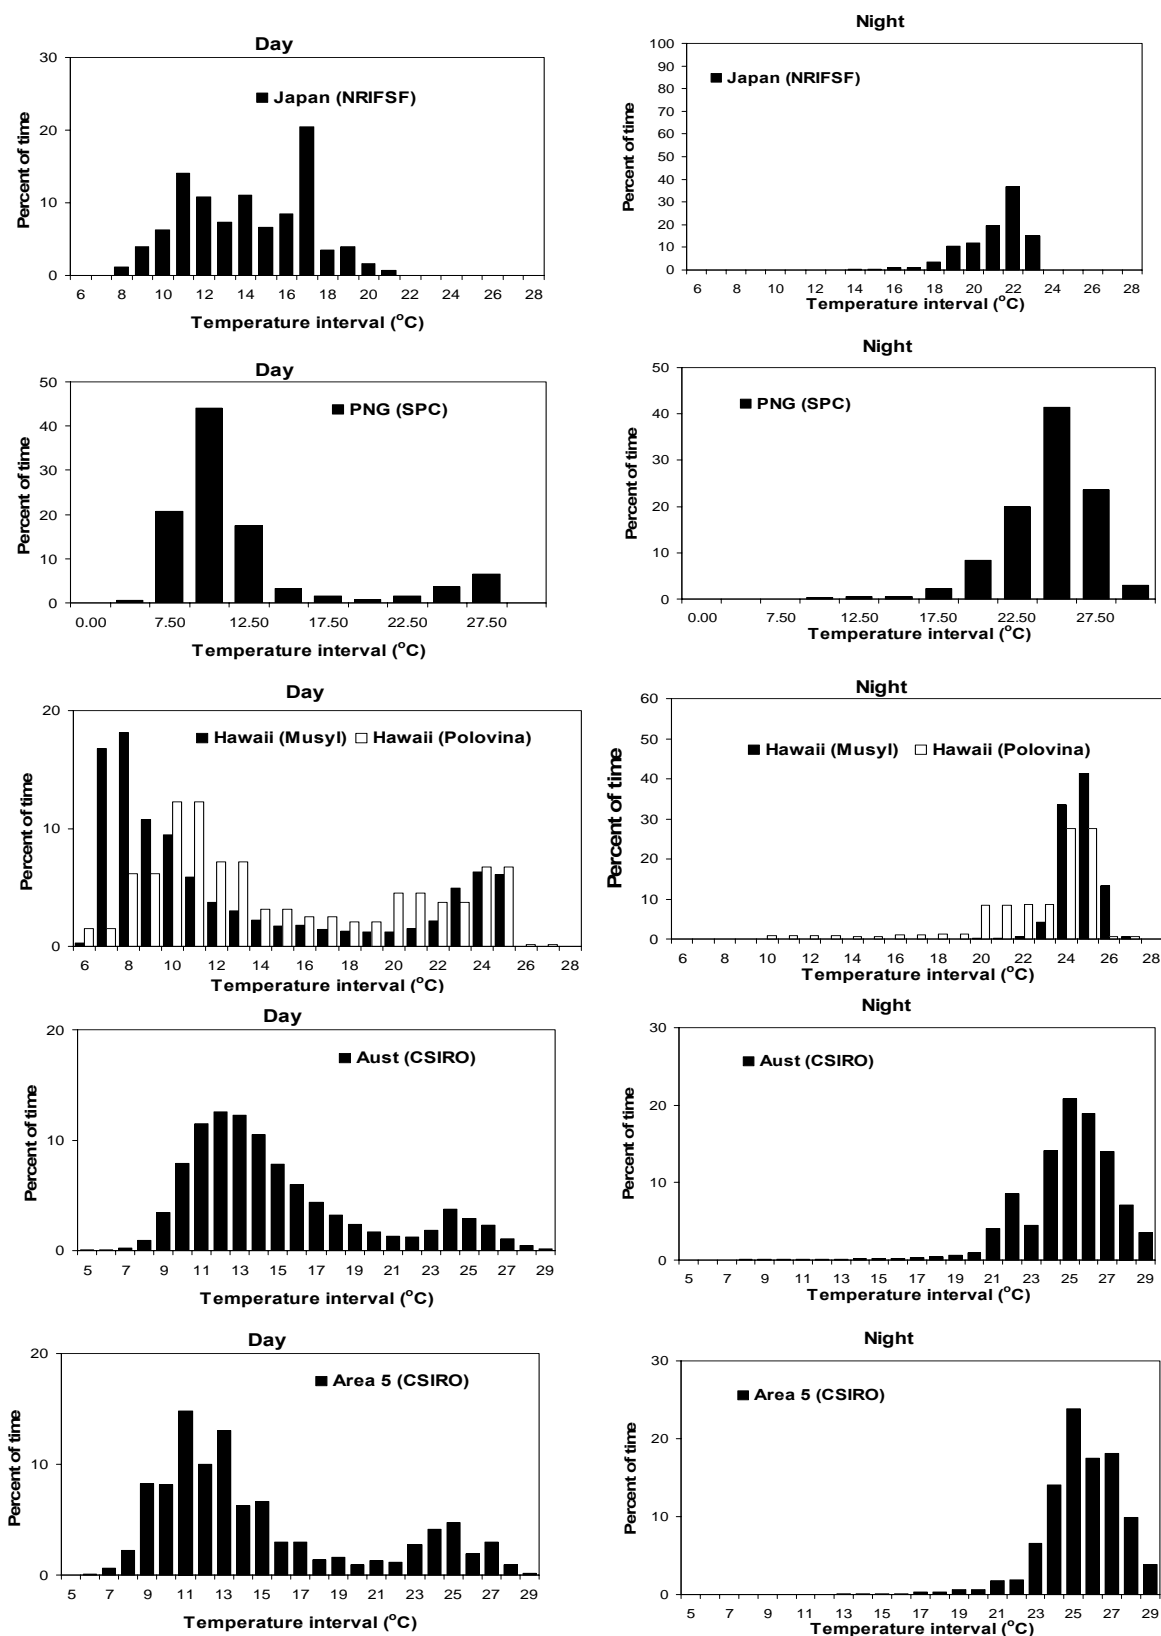 Day
30
20
10
0
Percent of time
Japan (NRIFSF)
6 8 10 12 14 16 18 20 22 24 26 28
Temperature interval (°C)
Night
100
90
80
70
60
50
40
30
20
10
0
Percent of time
Japan (NRIFSF)
6 8 10 12 14 16 18 20 22 24 26 28
Temperature interval (°C)
Day
50
40
30
20
10
0
Percent of time
PNG (SPC)
0.00 7.50 12.50 17.50 22.50 27.50
Temperature interval (°C)
Night
50
40
30
20
10
0
Percent of time
PNG (SPC)
0.00 7.50 12.50 17.50 22.50 27.50
Temperature interval (°C)
Day
20
10
0
Percent of time
Hawaii (Musyl) Hawaii (Polovina)
6 8 10 12 14 16 18 20 22 24 26 28
Temperature interval (°C)
Night
60
50
40
30
20
10
0
Percent of time
Hawaii (Musyl) Hawaii (Polovina)
6 8 10 12 14 16 18 20 22 24 26 28
Temperature interval (°C)
Day
20
10
0
Percent of time
Aust (CSIRO)
5 7 9 11 13 15 17 19 21 23 25 27 29
Temperature interval (°C)
Night
30
20
10
0
Percent of time
Aust (CSIRO)
5 7 9 11 13 15 17 19 21 23 25 27 29
Temperature interval (°C)
Day
20
10
0
Percent of time
Area 5 (CSIRO)
5 7 9 11 13 15 17 19 21 23 25 27 29
Temperature interval (°C)
Night
30
20
10
0
Percent of time
Area 5 (CSIRO)
5 7 9 11 13 15 17 19 21 23 25 27 29
Temperature interval (°C)